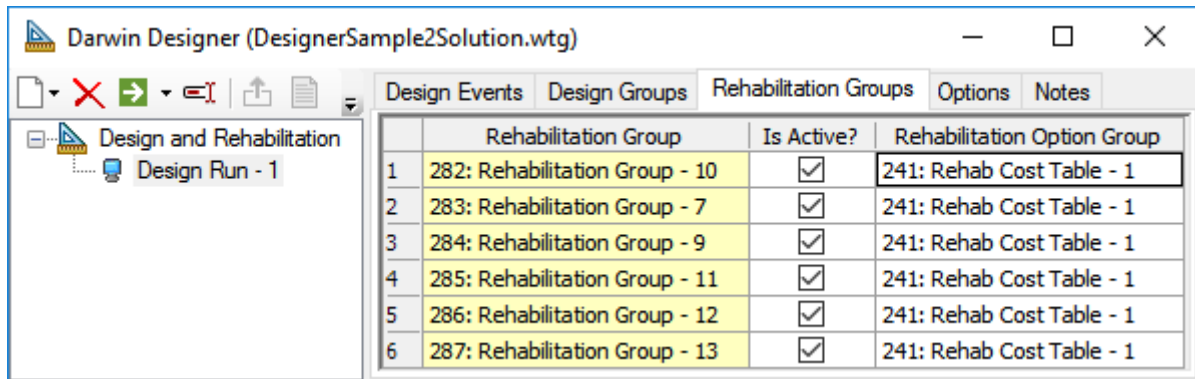 Darwin Designer (DesignerSample2Solution.wtg)
Design Events Design Groups Rehabilitation Groups Options Notes
Design and Rehabilitation
Design Run - 1
Rehabilitation Group Is Active? Rehabilitation Option Group
1 282: Rehabilitation Group - 10 241: Rehab Cost Table - 1
2 283: Rehabilitation Group - 7 241: Rehab Cost Table - 1
3 284: Rehabilitation Group - 9 241: Rehab Cost Table - 1
4 285: Rehabilitation Group - 11 241: Rehab Cost Table - 1
5 286: Rehabilitation Group - 12 241: Rehab Cost Table - 1
6 287: Rehabilitation Group - 13 241: Rehab Cost Table - 1